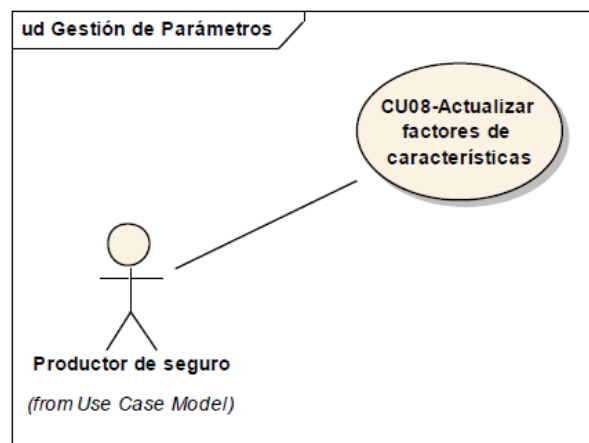 ud Gestión de Parámetros
CU08-Actualizar
factores de
características
Productor de seguro
(from Use Case Model)